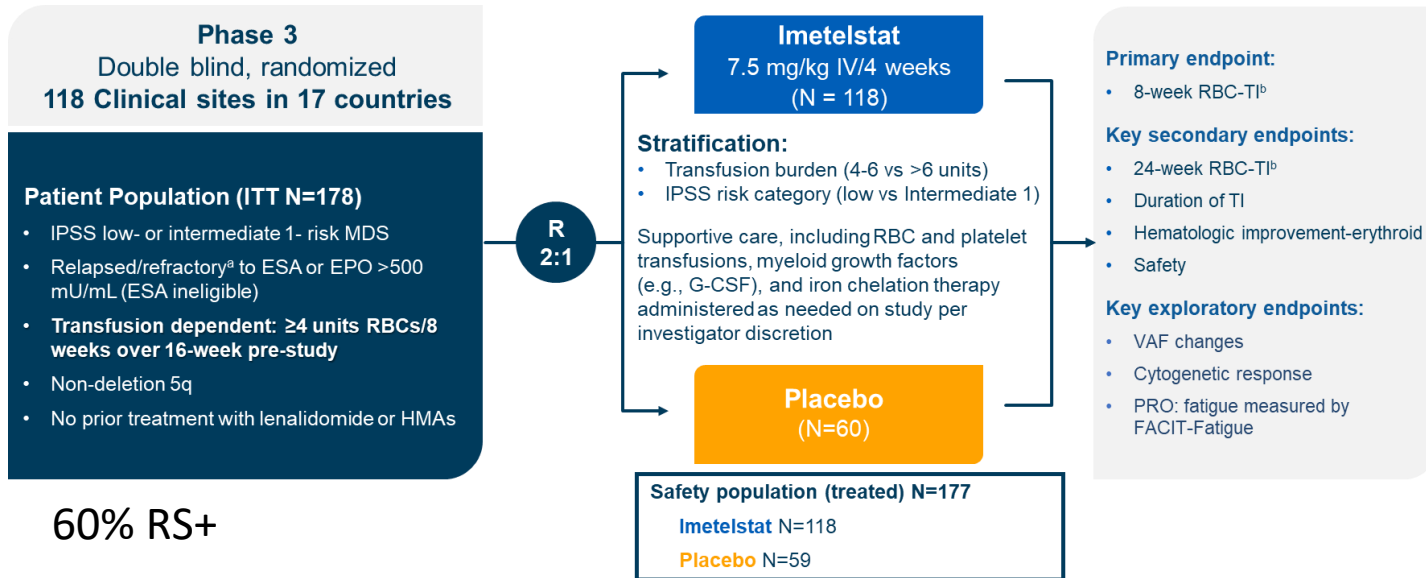 Phase 3
Double blind, randomized
118 Clinical sites in 17 countries
Patient Population (ITT N=178)
• IPSS low- or intermediate 1- risk MDS
• Relapsed/refractoryᵃ to ESA or EPO >500
mU/mL (ESA ineligible)
• Transfusion dependent: ≥4 units RBCs/8
weeks over 16-week pre-study
• Non-deletion 5q
• No prior treatment with lenalidomide or HMAs
60% RS+
R
2:1
Imetelstat
7.5 mg/kg IV/4 weeks
(N = 118)
Stratification:
• Transfusion burden (4-6 vs >6 units)
• IPSS risk category (low vs Intermediate 1)
Supportive care, including RBC and platelet
transfusions, myeloid growth factors
(e.g., G-CSF), and iron chelation therapy
administered as needed on study per
investigator discretion
Placebo
(N=60)
Safety population (treated) N=177
Imetelstat N=118
Placebo N=59
Primary endpoint:
• 8-week RBC-TIᵇ
Key secondary endpoints:
• 24-week RBC-TIᵇ
• Duration of TI
• Hematologic improvement-erythroid
• Safety
Key exploratory endpoints:
• VAF changes
• Cytogenetic response
• PRO: fatigue measured by
FACIT-Fatigue